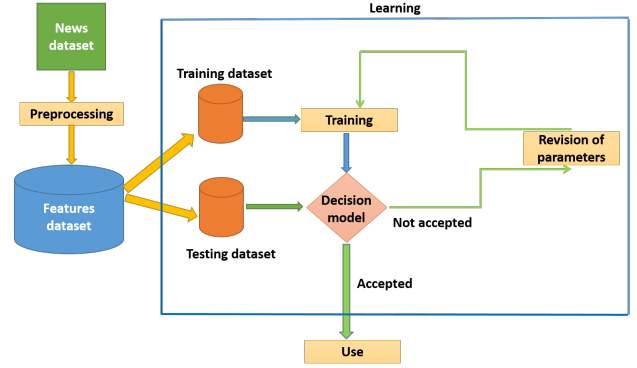 Learning
News
dataset
Training dataset
Preprocessing
Training
Revision of
parameters
Features
dataset
Decision
model
Not accepted
Testing dataset
Accepted
Use